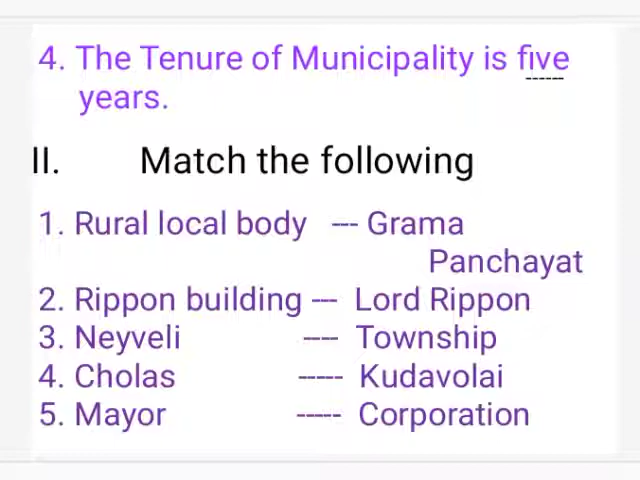 4. The Tenure of Municipality is five
------
years.
II. Match the following
1. Rural local body --- Grama
Panchayat
2. Rippon building --- Lord Rippon
3. Neyveli ---- Township
4. Cholas ----- Kudavolai
5. Mayor ----- Corporation